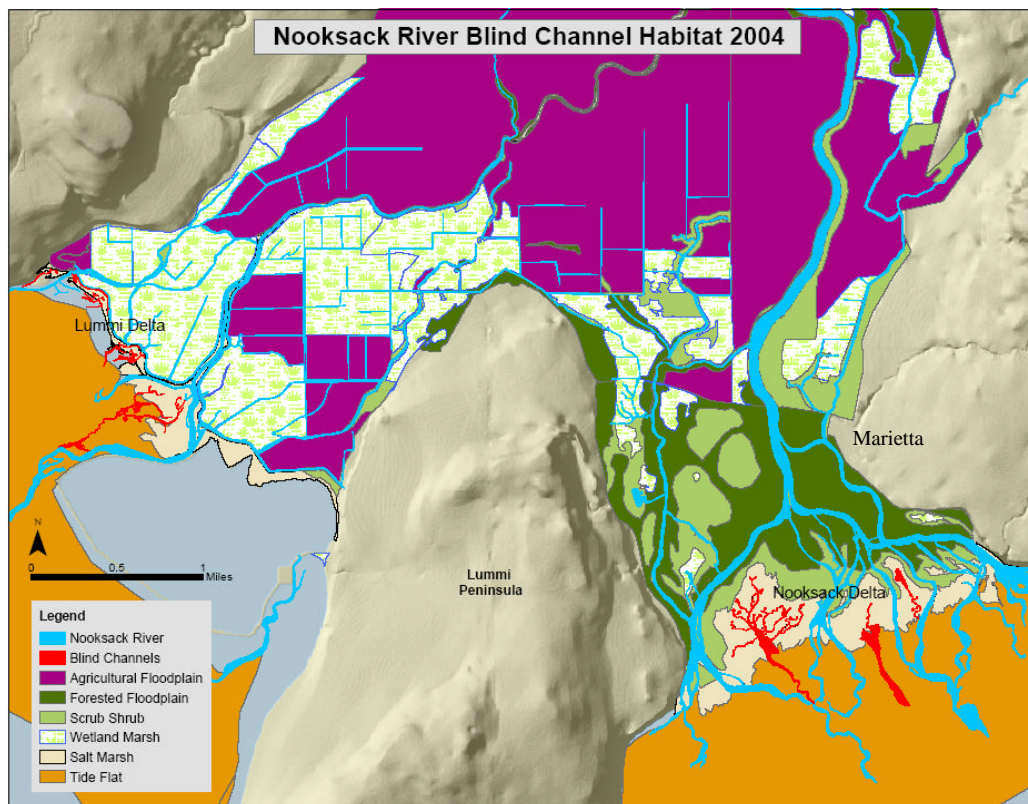 Nooksack River Blind Channel Habitat 2004
Lummi Delta
Marietta
N
0 0.5 1
Miles
Lummi
Peninsula
Nooksack Delta
Legend
Nooksack River
Blind Channels
Agricultural Floodplain
Forested Floodplain
Scrub Shrub
Wetland Marsh
Salt Marsh
Tide Flat